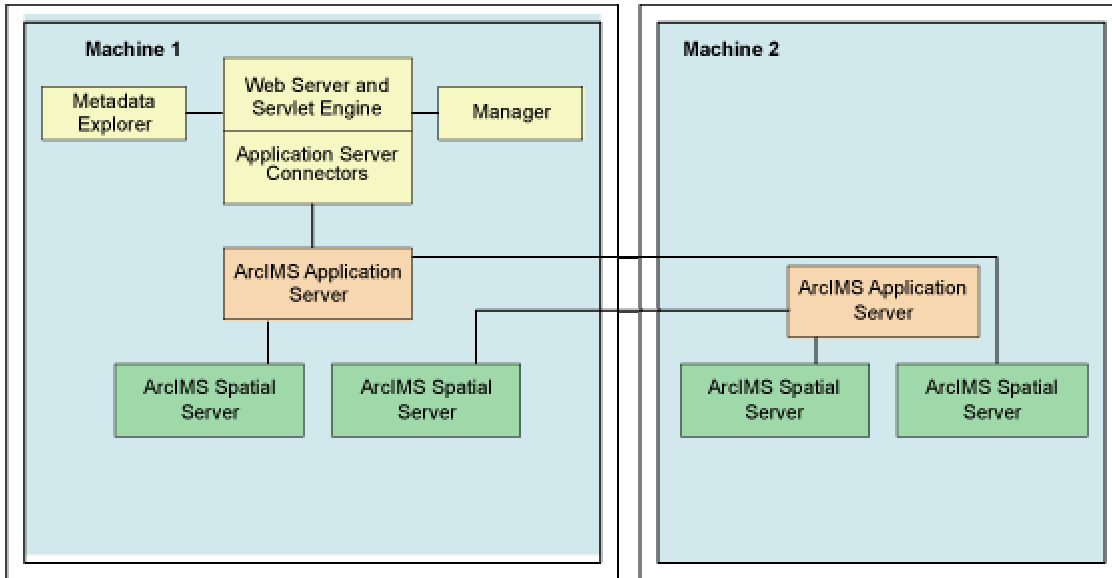 Machine 1
Metadata
Explorer
Web Server and
Servlet Engine
Manager
Application Server
Connectors
ArcIMS Application
Server
ArcIMS Spatial
Server
ArcIMS Spatial
Server
Machine 2
ArcIMS Application
Server
ArcIMS Spatial
Server
ArcIMS Spatial
Server